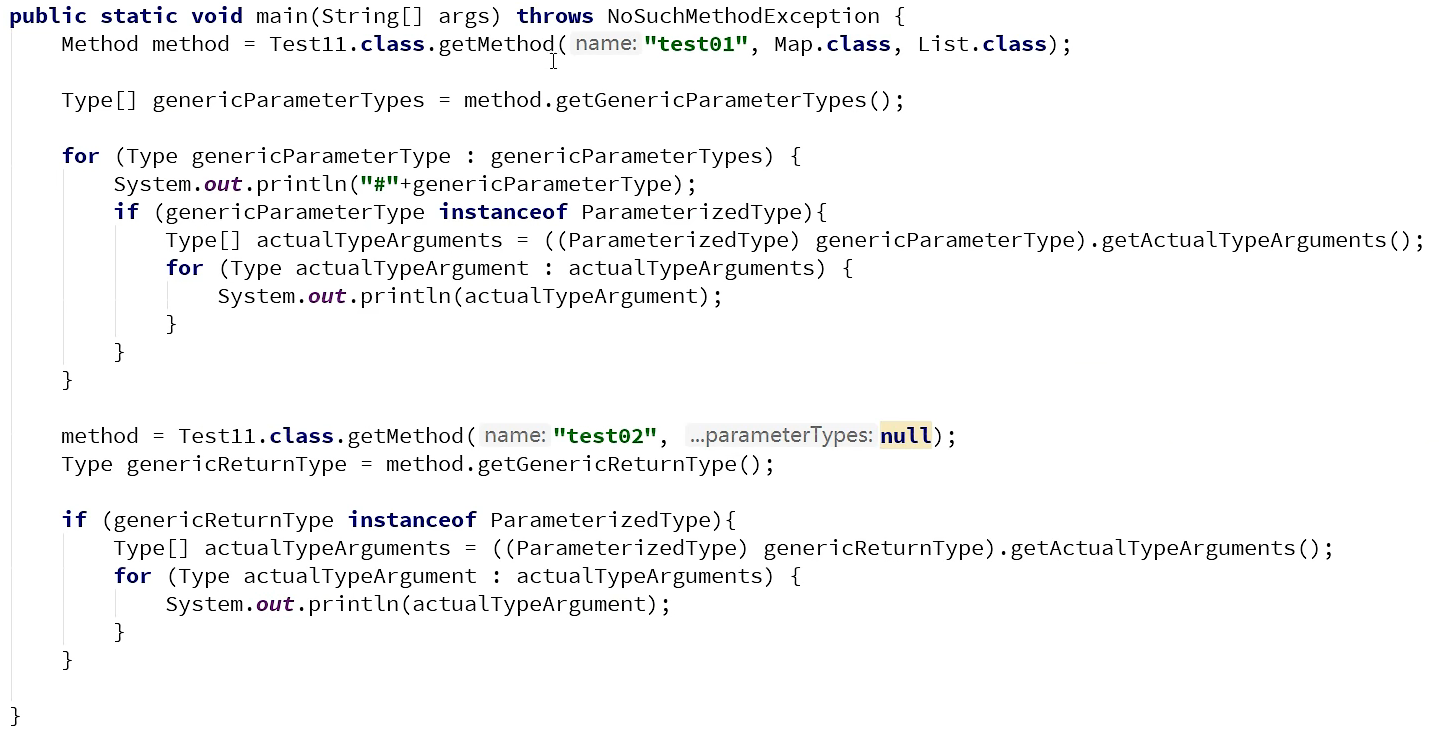 public static void main(String[] args) throws NoSuchMethodException {
    Method method = Test11.class.getMethod( name: "test01", Map.class, List.class);

    Type[] genericParameterTypes = method.getGenericParameterTypes();

    for (Type genericParameterType : genericParameterTypes) {
        System.out.println("#"+genericParameterType);
        if (genericParameterType instanceof ParameterizedType){
            Type[] actualTypeArguments = ((ParameterizedType) genericParameterType).getActualTypeArguments();
            for (Type actualTypeArgument : actualTypeArguments) {
                System.out.println(actualTypeArgument);
            }
        }
    }

    method = Test11.class.getMethod( name: "test02", ...parameterTypes: null);
    Type genericReturnType = method.getGenericReturnType();

    if (genericReturnType instanceof ParameterizedType){
        Type[] actualTypeArguments = ((ParameterizedType) genericReturnType).getActualTypeArguments();
        for (Type actualTypeArgument : actualTypeArguments) {
            System.out.println(actualTypeArgument);
        }
    }

}